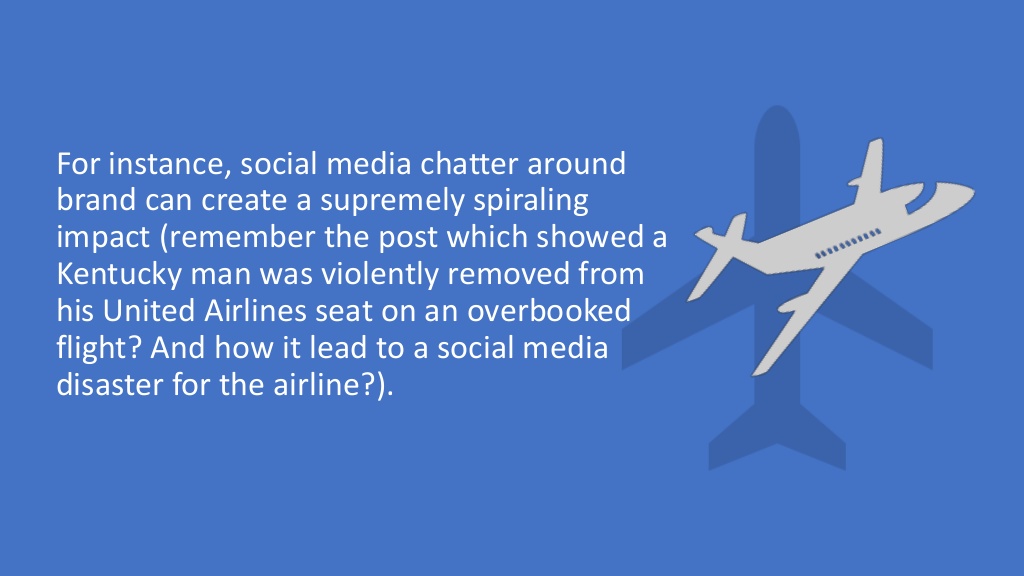 For instance, social media chatter around
brand can create a supremely spiraling
impact (remember the post which showed a
Kentucky man was violently removed from
his United Airlines seat on an overbooked
flight? And how it lead to a social media
disaster for the airline?).